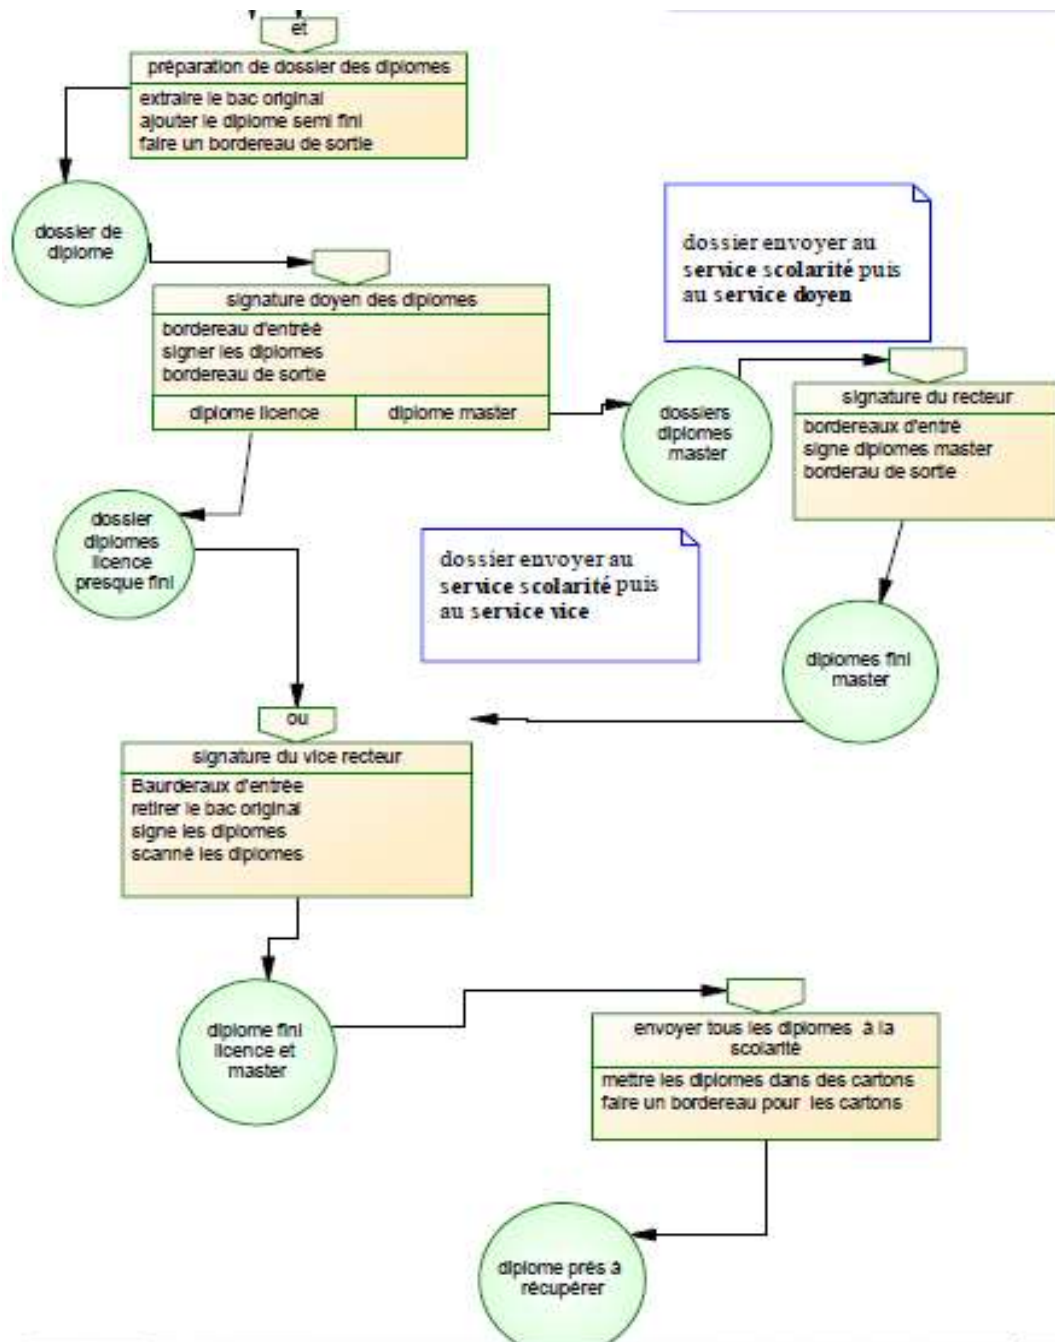 et
préparation de dossier des diplomes
extraire le bac original
ajouter le diplome semi fini
faire un bordereau de sortie
dossier de
diplome
dossier envoyer au
service scolarité puis
au service doyen
signature doyen des diplomes
bordereau d'entréé
signer les diplomes
bordereau de sortie
diplome licence
diplome master
dossiers
diplomes
master
signature du recteur
bordereaux d'entré
signe diplomes master
borderau de sortie
dossier
diplomes
licence
presque fini
dossier envoyer au
service scolarité puis
au service vice
diplomes fini
master
ou
signature du vice recteur
Baurderaux d'entrée
retirer le bac original
signe les diplomes
scanné les diplomes
diplome fini
licence et
master
envoyer tous les diplomes à la
scolarité
mettre les diplomes dans des cartons
faire un bordereau pour les cartons
diplome près à
récupérer